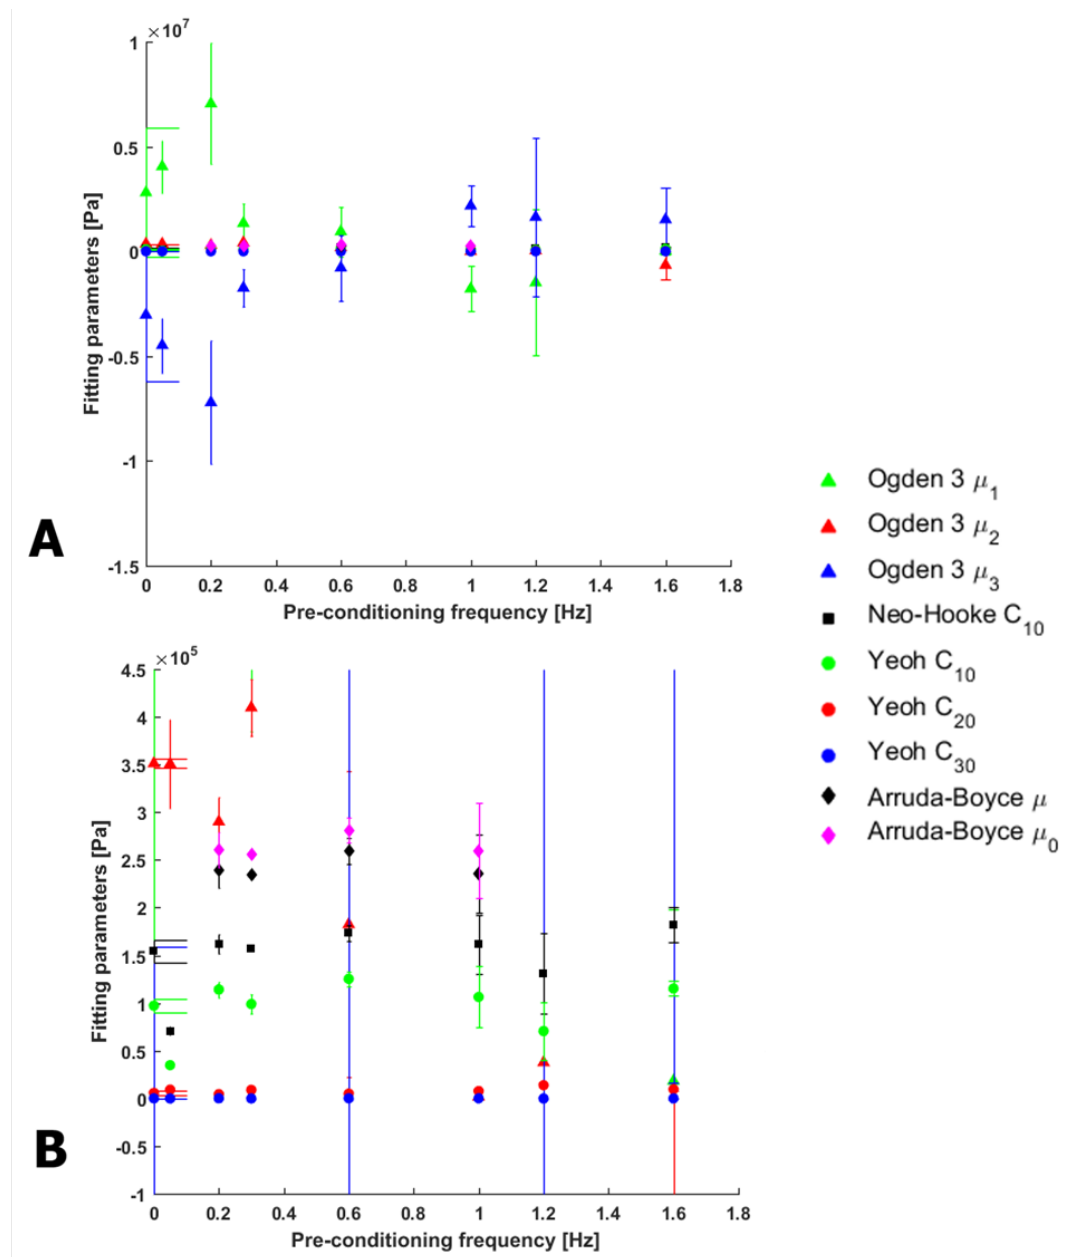 ×10⁷
1
0.5
0
-0.5
-1
-1.5
Fitting parameters [Pa]
0 0.2 0.4 0.6 0.8 1 1.2 1.4 1.6 1.8
Pre-conditioning frequency [Hz]
A
Ogden 3 μ₁
Ogden 3 μ₂
Ogden 3 μ₃
Neo-Hooke C₁₀
Yeoh C₁₀
Yeoh C₂₀
Yeoh C₃₀
Arruda-Boyce μ
Arruda-Boyce μ₀
×10⁵
4.5
4
3.5
3
2.5
2
1.5
1
0.5
0
-0.5
-1
Fitting parameters [Pa]
0 0.2 0.4 0.6 0.8 1 1.2 1.4 1.6 1.8
Pre-conditioning frequency [Hz]
B